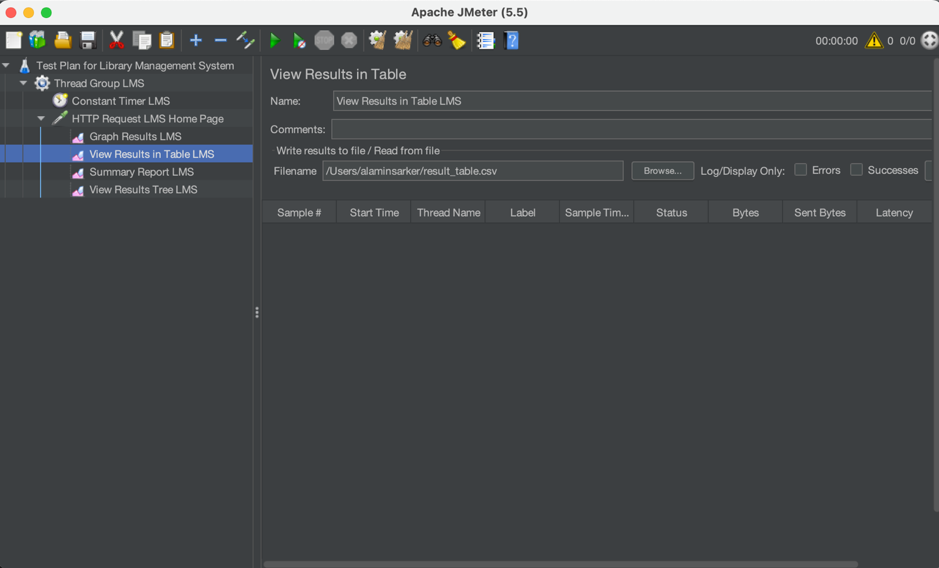 Apache JMeter (5.5)
00:00:00 0 0/0
Test Plan for Library Management System
Thread Group LMS
Constant Timer LMS
HTTP Request LMS Home Page
Graph Results LMS
View Results in Table LMS
Summary Report LMS
View Results Tree LMS
View Results in Table
Name: View Results in Table LMS
Comments:
Write results to file / Read from file
Filename /Users/alaminsarker/result_table.csv Browse... Log/Display Only: Errors Successes
Sample # Start Time Thread Name Label Sample Tim... Status Bytes Sent Bytes Latency